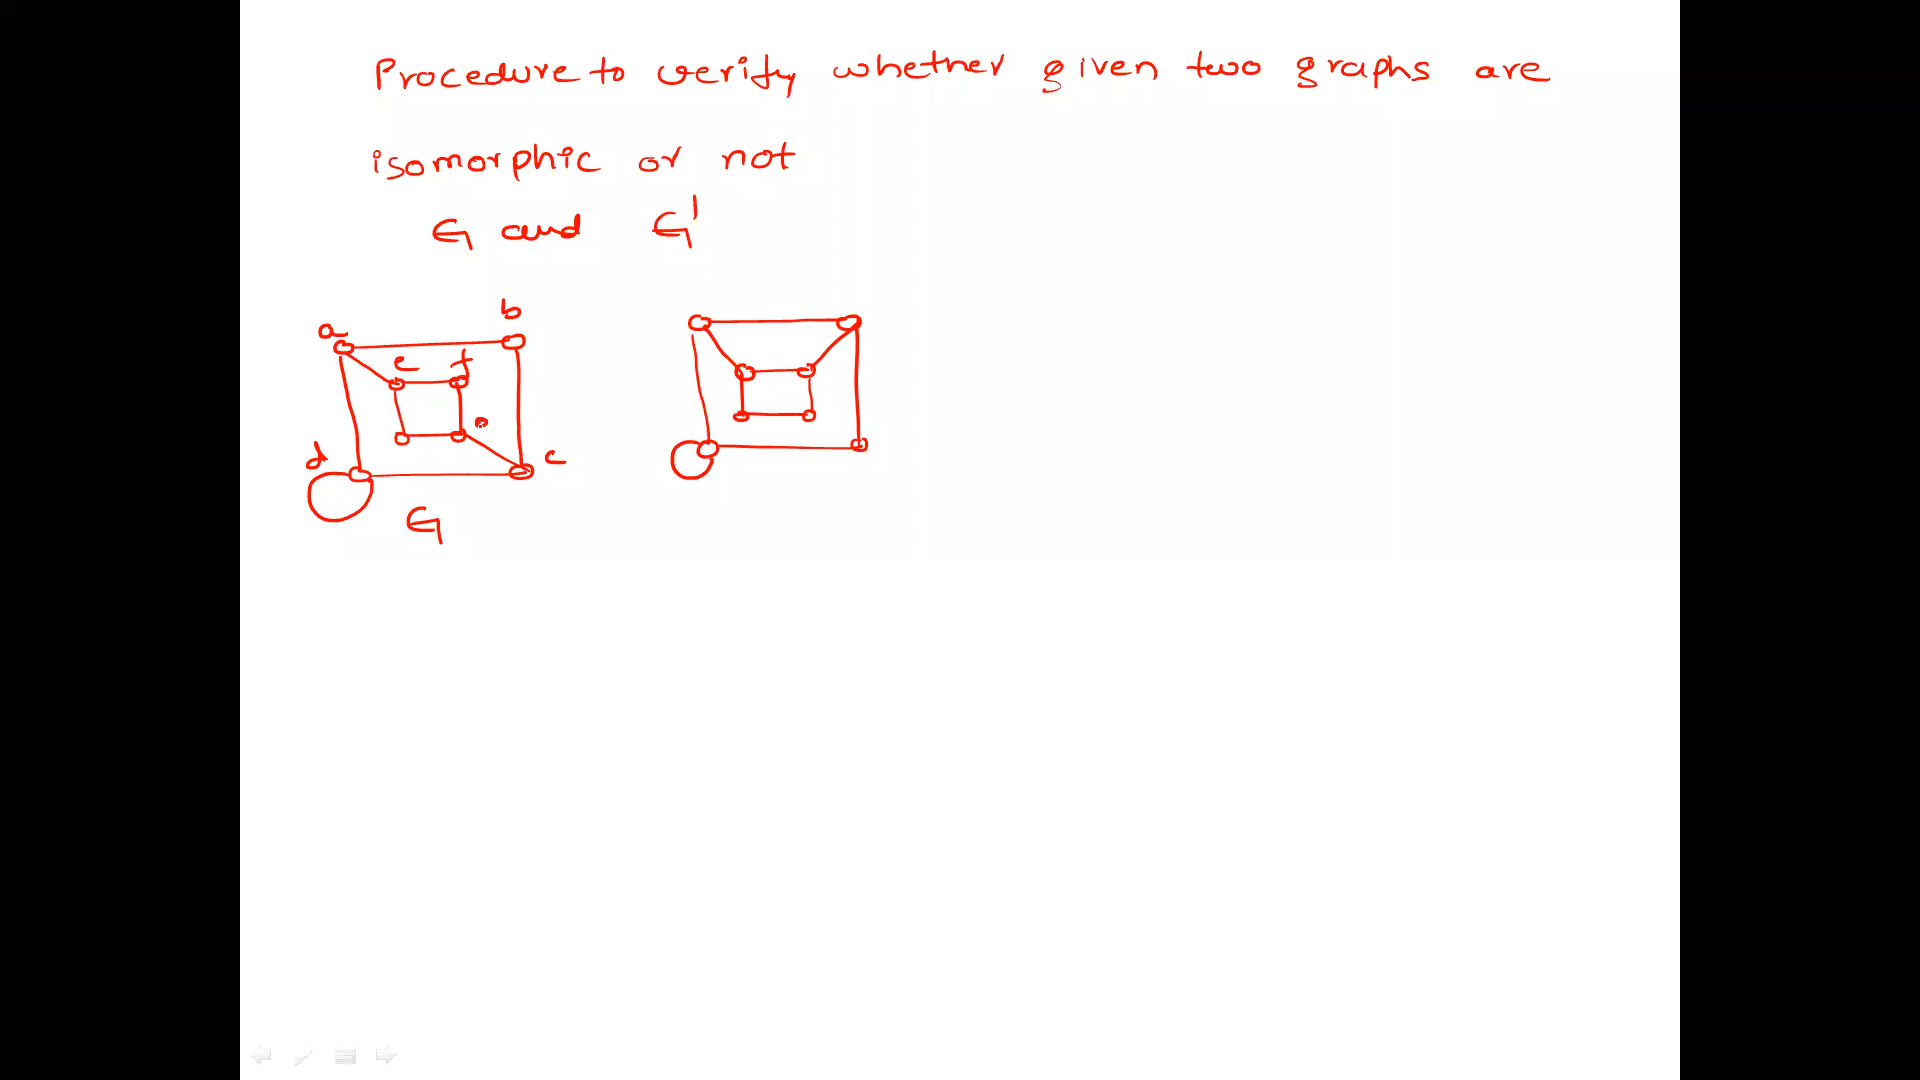 Procedure to verify whether given two graphs are
isomorphic or not
G and G'
a b
e f
d c
G